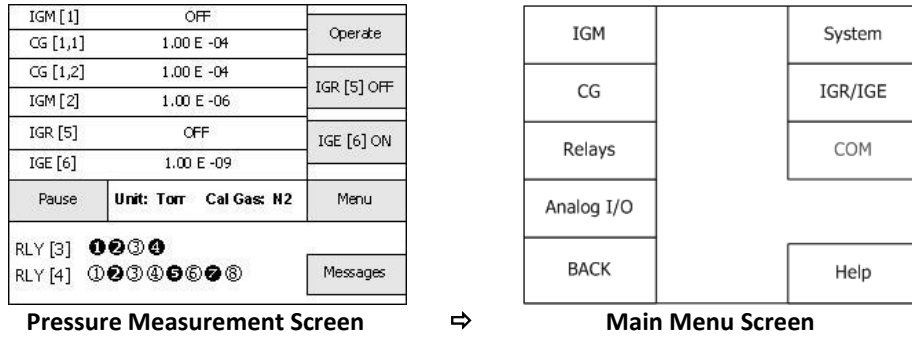 IGM [1] OFF
CG [1,1] 1.00 E -04
Operate
CG [1,2] 1.00 E -04
IGR [5] OFF
IGM [2] 1.00 E -06
IGR [5] OFF
IGE [6] ON
IGE [6] 1.00 E -09
Pause Unit: Torr Cal Gas: N2 Menu
RLY [3] ❶❷③❹
RLY [4] ①❷③④❺⑥❼⑧
Messages
Pressure Measurement Screen ⇨ Main Menu Screen
IGM System
CG IGR/IGE
Relays COM
Analog I/O
BACK Help